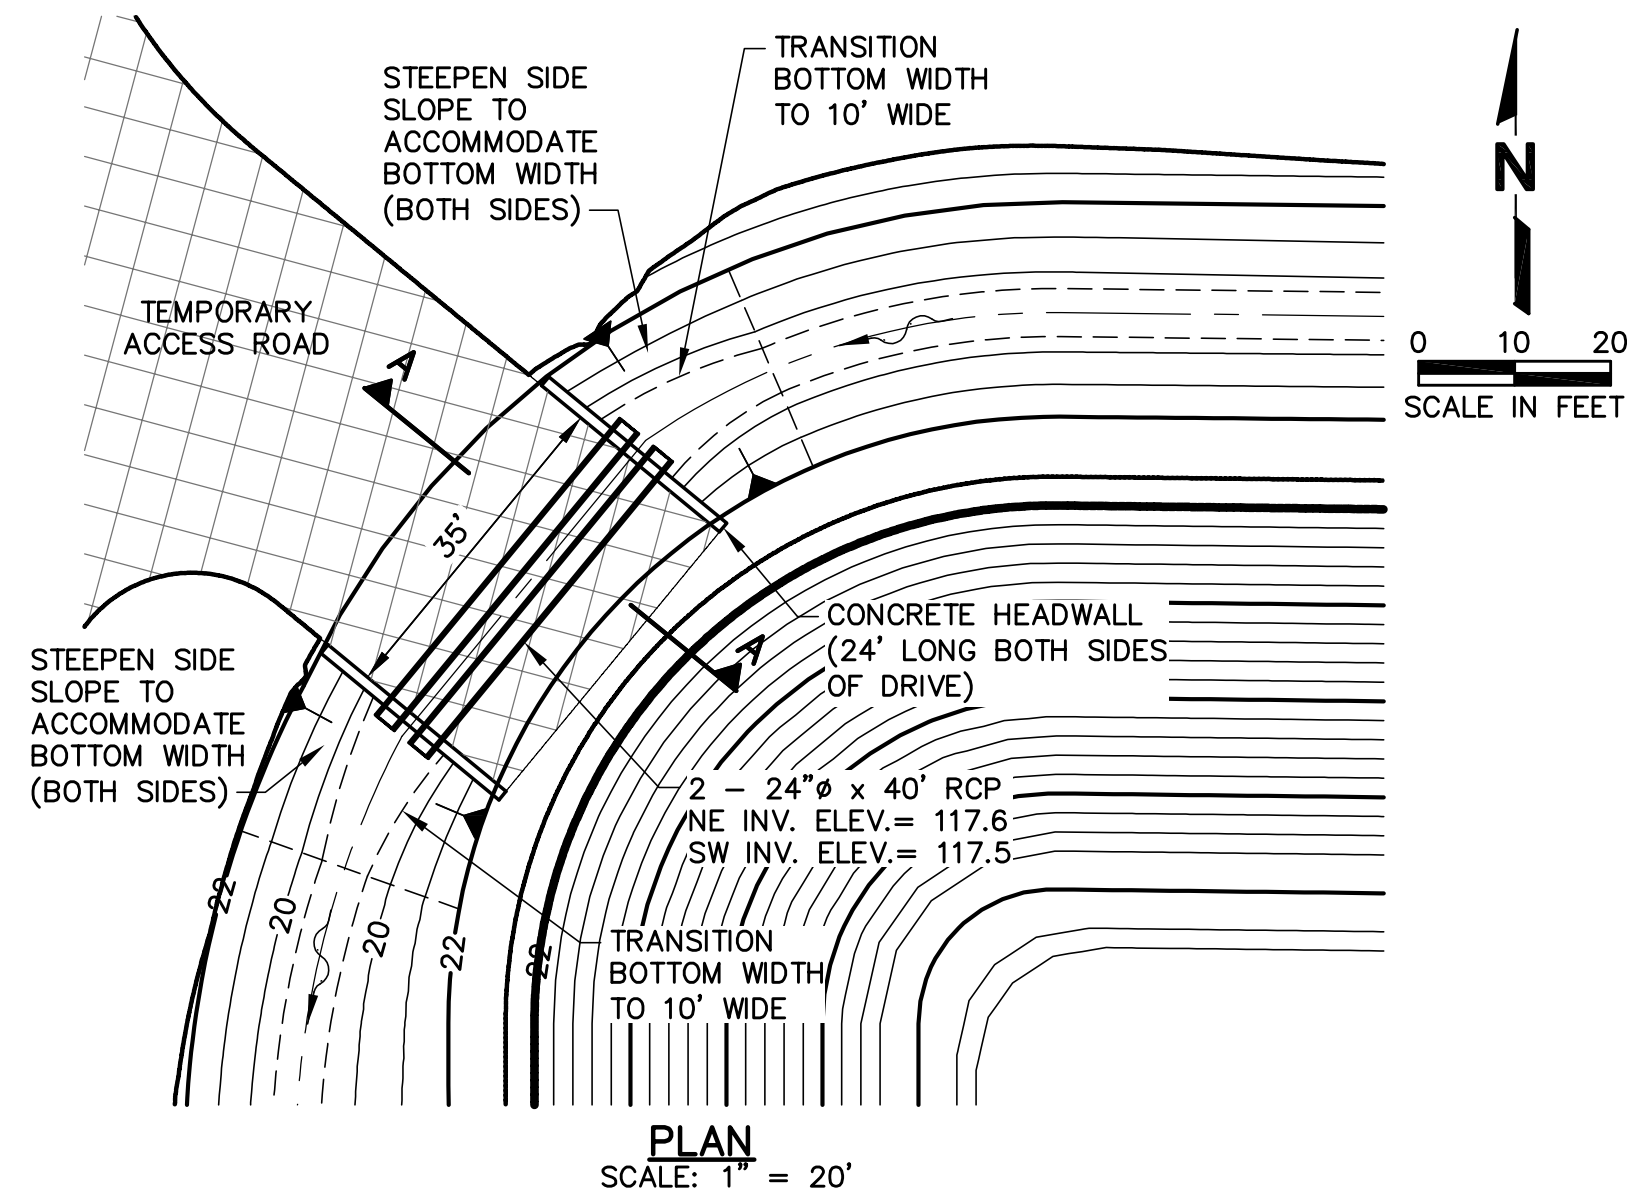 TRANSITION
BOTTOM WIDTH
TO 10' WIDE
STEEPEN SIDE
SLOPE TO
ACCOMMODATE
BOTTOM WIDTH
(BOTH SIDES)
N
0 10 20
SCALE IN FEET
TEMPORARY
ACCESS ROAD
A
35'
CONCRETE HEADWALL
(24' LONG BOTH SIDES
OF DRIVE)
A
STEEPEN SIDE
SLOPE TO
ACCOMMODATE
BOTTOM WIDTH
(BOTH SIDES)
2 – 24"ø x 40' RCP
NE INV. ELEV.= 117.6
SW INV. ELEV.= 117.5
22
20
20
22
22
TRANSITION
BOTTOM WIDTH
TO 10' WIDE
PLAN
SCALE: 1" = 20'